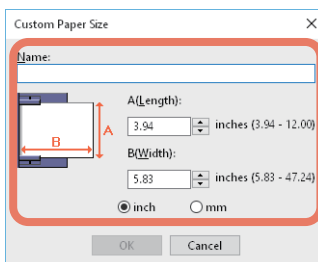 Custom Paper Size
Name:
A(Length):
3.94 inches (3.94 - 12.00)
A
B
B(Width):
5.83 inches (5.83 - 47.24)
inch mm
OK Cancel